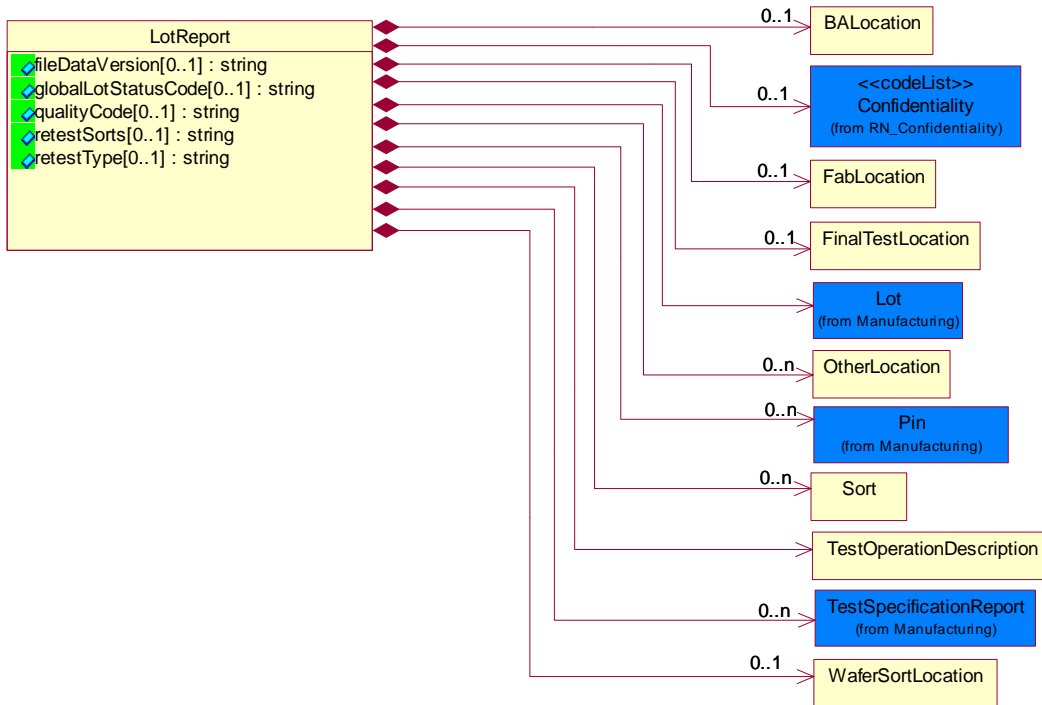 LotReport
fileDataVersion[0..1] : string
globalLotStatusCode[0..1] : string
qualityCode[0..1] : string
retestSorts[0..1] : string
retestType[0..1] : string
0..1
BALocation
0..1
<<codeList>>
Confidentiality
(from RN_Confidentiality)
0..1
FabLocation
0..1
FinalTestLocation
Lot
(from Manufacturing)
0..n
OtherLocation
0..n
Pin
(from Manufacturing)
0..n
Sort
TestOperationDescription
0..n
TestSpecificationReport
(from Manufacturing)
0..1
WaferSortLocation